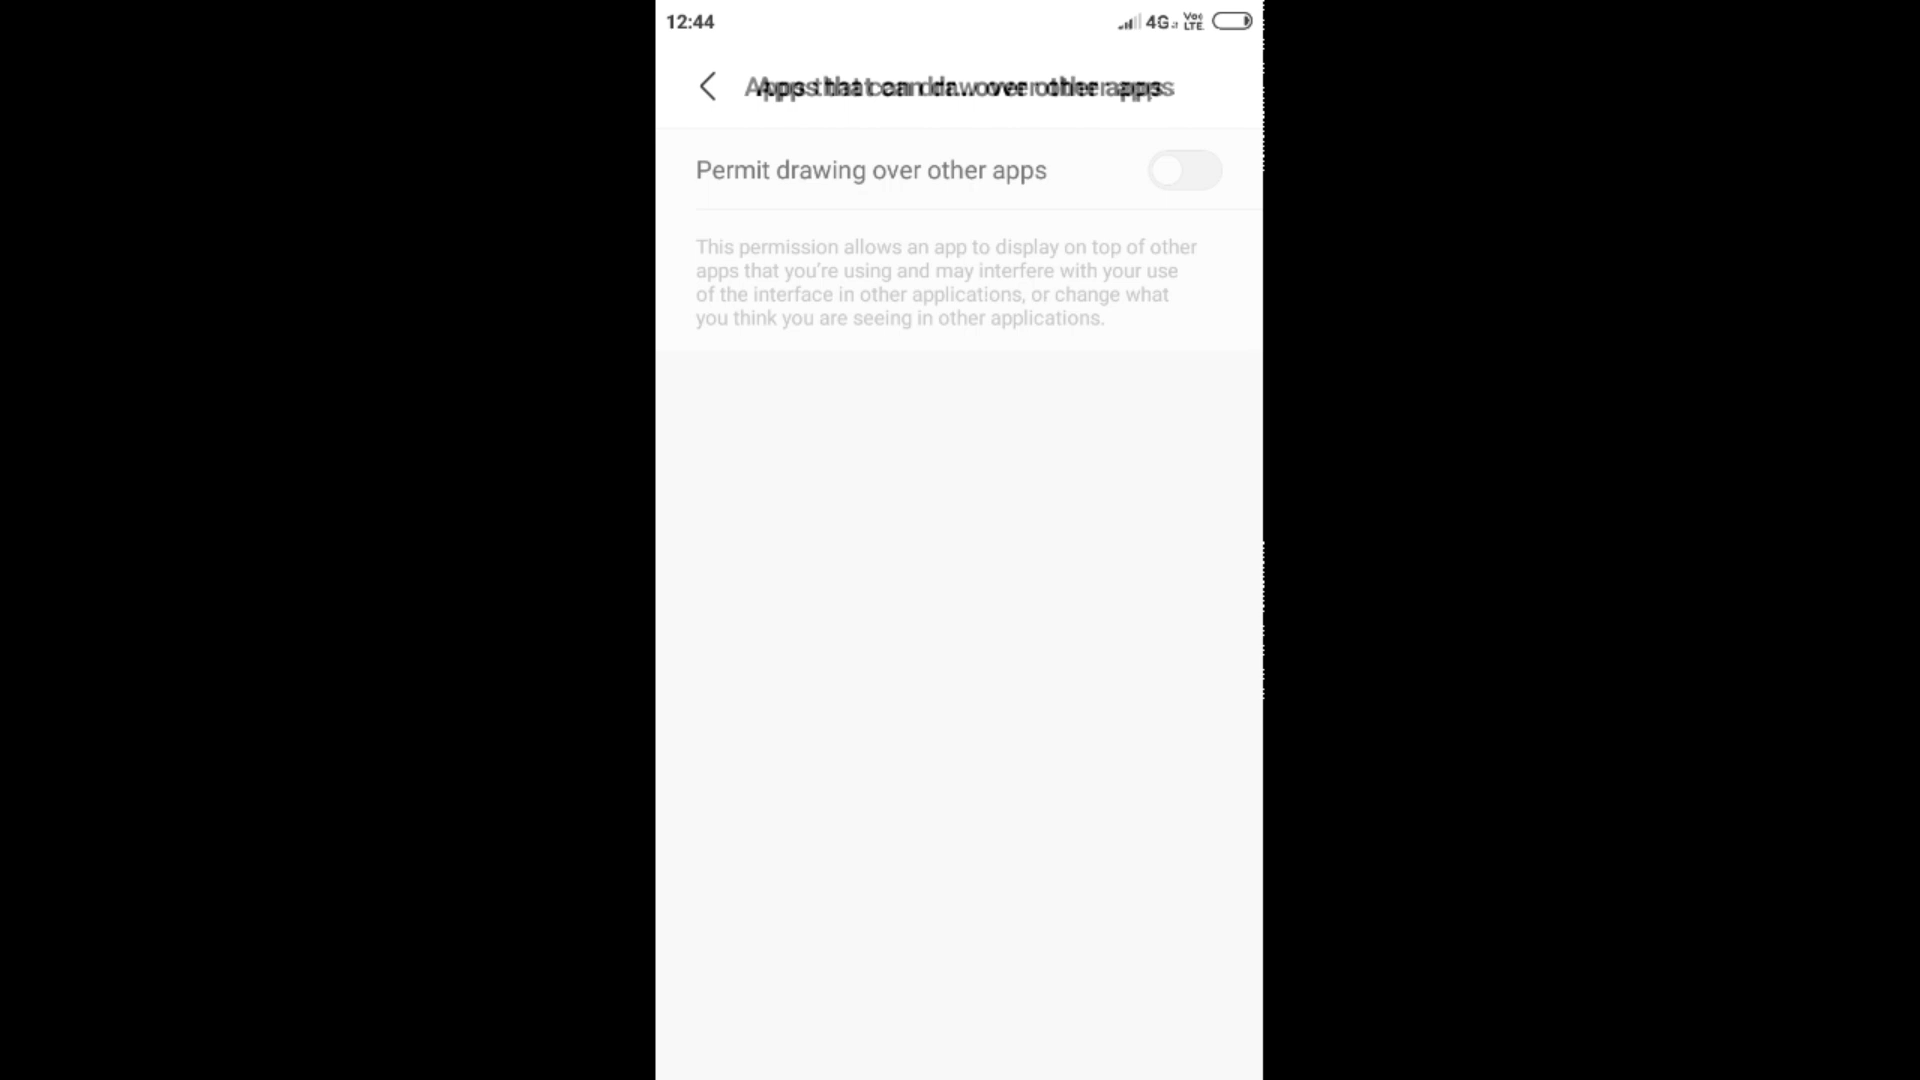 12:44
4G Vo LTE
Apps that can draw over other apps
Permit drawing over other apps
This permission allows an app to display on top of other
apps that you’re using and may interfere with your use
of the interface in other applications, or change what
you think you are seeing in other applications.